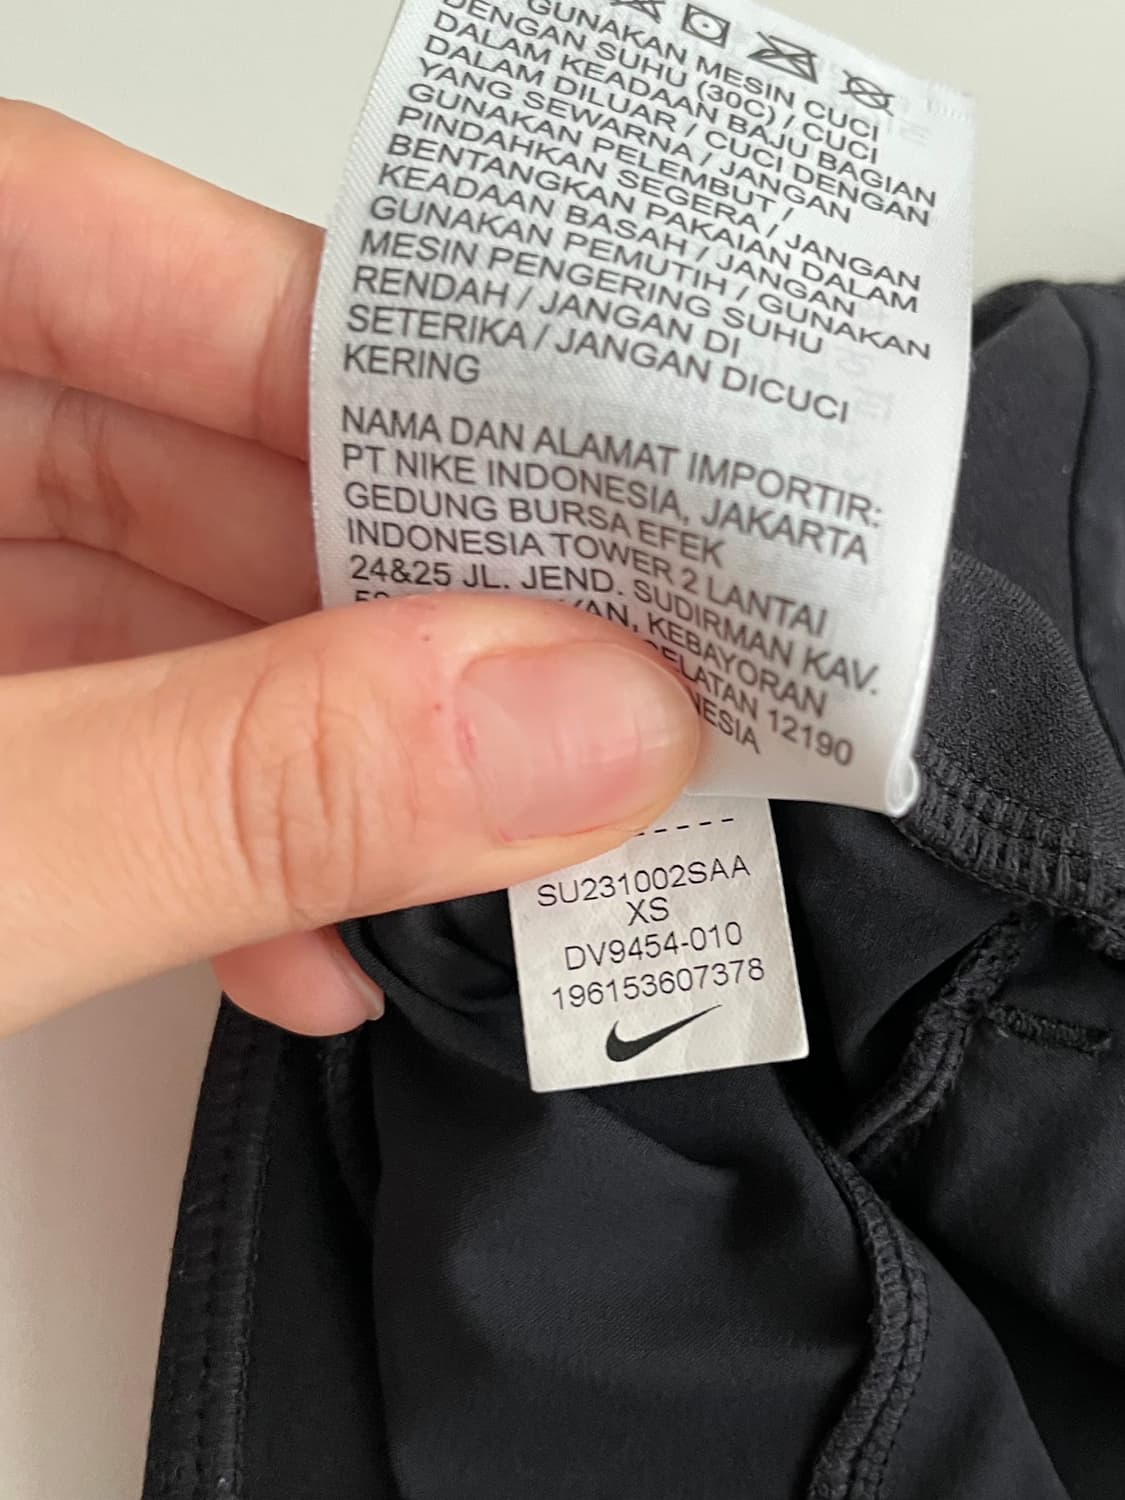 GUNAKAN MESIN CUCI
DENGAN SUHU (30C) / CUCI
DALAM KEADAAN BAJU BAGIAN
DALAM DILUAR / CUCI DENGAN
YANG SEWARNA / JANGAN
GUNAKAN PELEMBUT /
PINDAHKAN SEGERA / JANGAN
BENTANGKAN PAKAIAN DALAM
KEADAAN BASAH / JANGAN
GUNAKAN PEMUTIH / GUNAKAN
MESIN PENGERING SUHU
RENDAH / JANGAN DI
SETERIKA / JANGAN DICUCI
KERING
NAMA DAN ALAMAT IMPORTIR:
PT NIKE INDONESIA, JAKARTA
GEDUNG BURSA EFEK
INDONESIA TOWER 2 LANTAI
24&25 JL. JEND. SUDIRMAN KAV.
KEBAYORAN
12190
SU231002SAA
XS
DV9454-010
196153607378